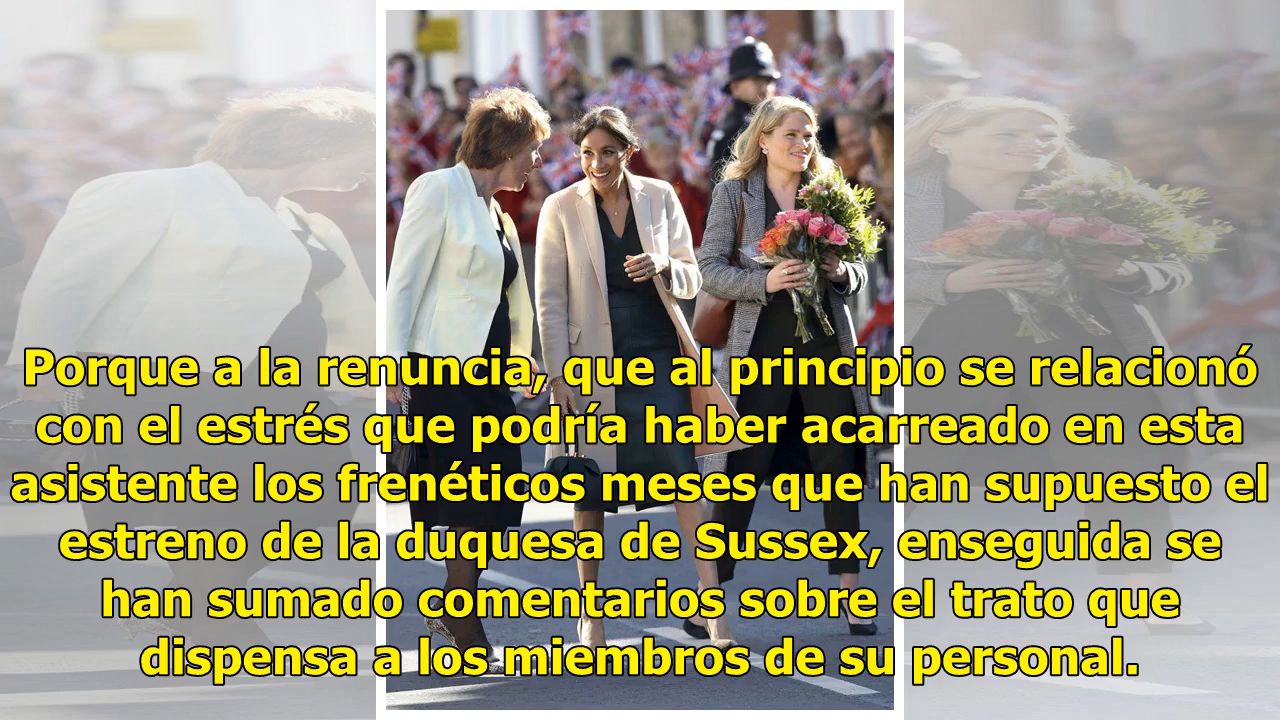 Porque a la renuncia, que al principio se relacionó
con el estrés que podría haber acarreado en esta
asistente los frenéticos meses que han supuesto el
estreno de la duquesa de Sussex, enseguida se
han sumado comentarios sobre el trato que
dispensa a los miembros de su personal.